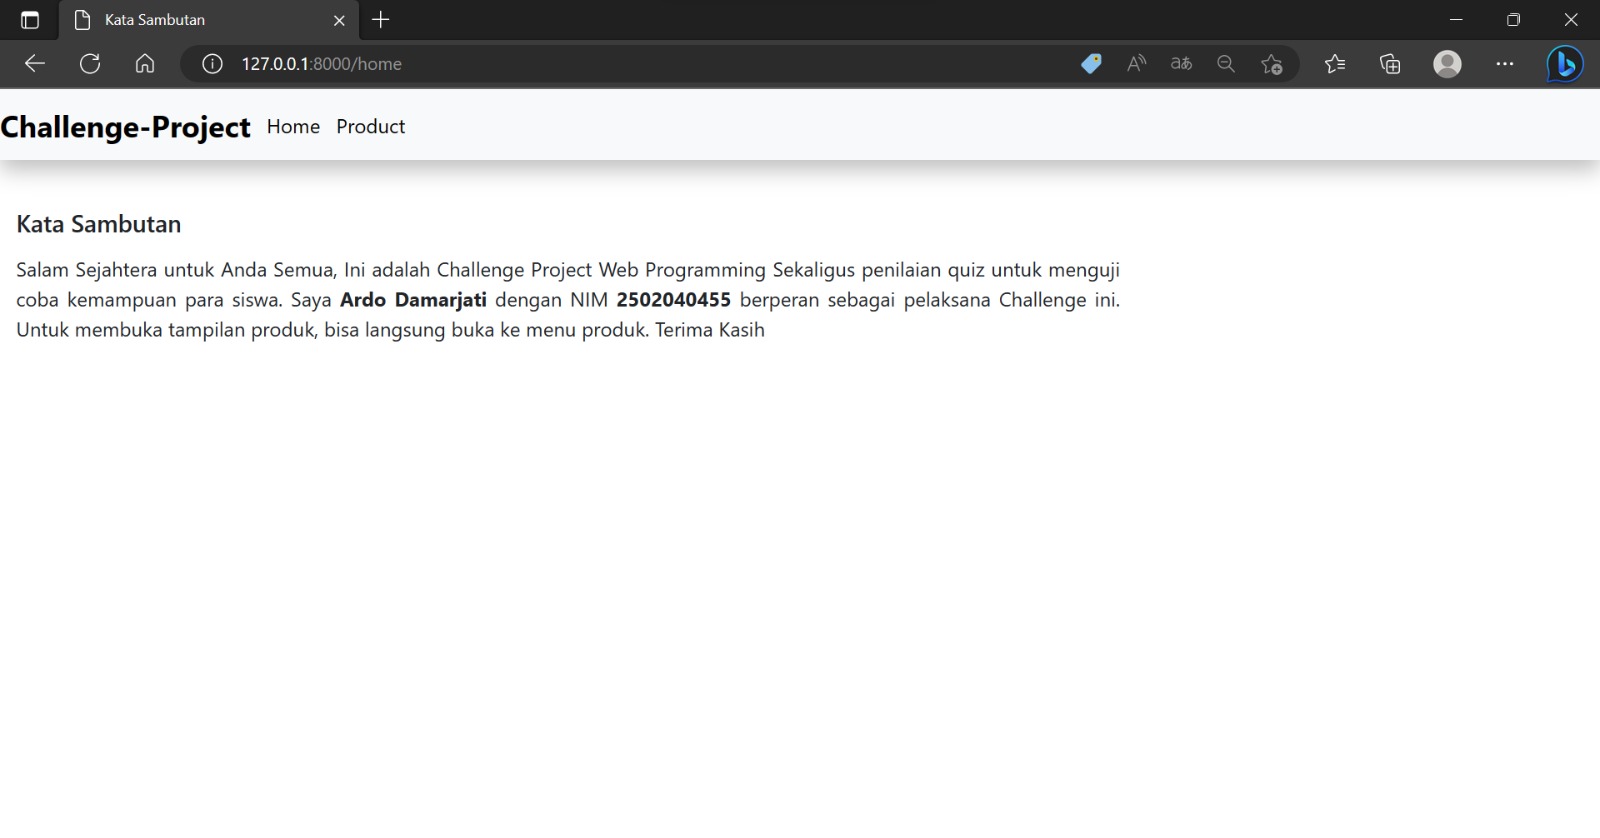 Kata Sambutan
127.0.0.1:8000/home
Challenge-Project Home Product
Kata Sambutan
Salam Sejahtera untuk Anda Semua, Ini adalah Challenge Project Web Programming Sekaligus penilaian quiz untuk menguji
coba kemampuan para siswa. Saya Ardo Damarjati dengan NIM 2502040455 berperan sebagai pelaksana Challenge ini.
Untuk membuka tampilan produk, bisa langsung buka ke menu produk. Terima Kasih